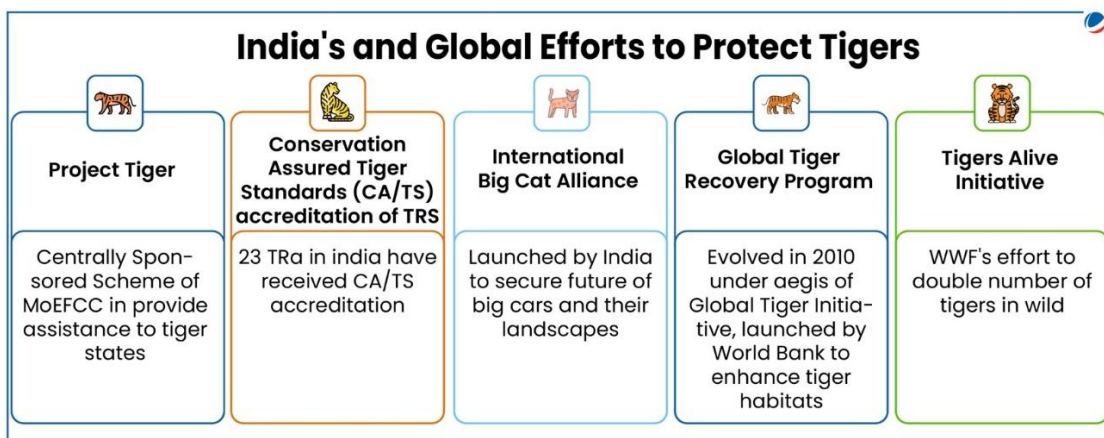 India's and Global Efforts to Protect Tigers
Project Tiger
Centrally Spon-
sored Scheme of
MoEFCC in provide
assistance to tiger
states
Conservation
Assured Tiger
Standards (CA/TS)
accreditation of TRS
23 TRa in india have
received CA/TS
accreditation
International
Big Cat Alliance
Launched by India
to secure future of
big cars and their
landscapes
Global Tiger
Recovery Program
Evolved in 2010
under aegis of
Global Tiger Initia-
tive, launched by
World Bank to
enhance tiger
habitats
Tigers Alive
Initiative
WWF's effort to
double number of
tigers in wild